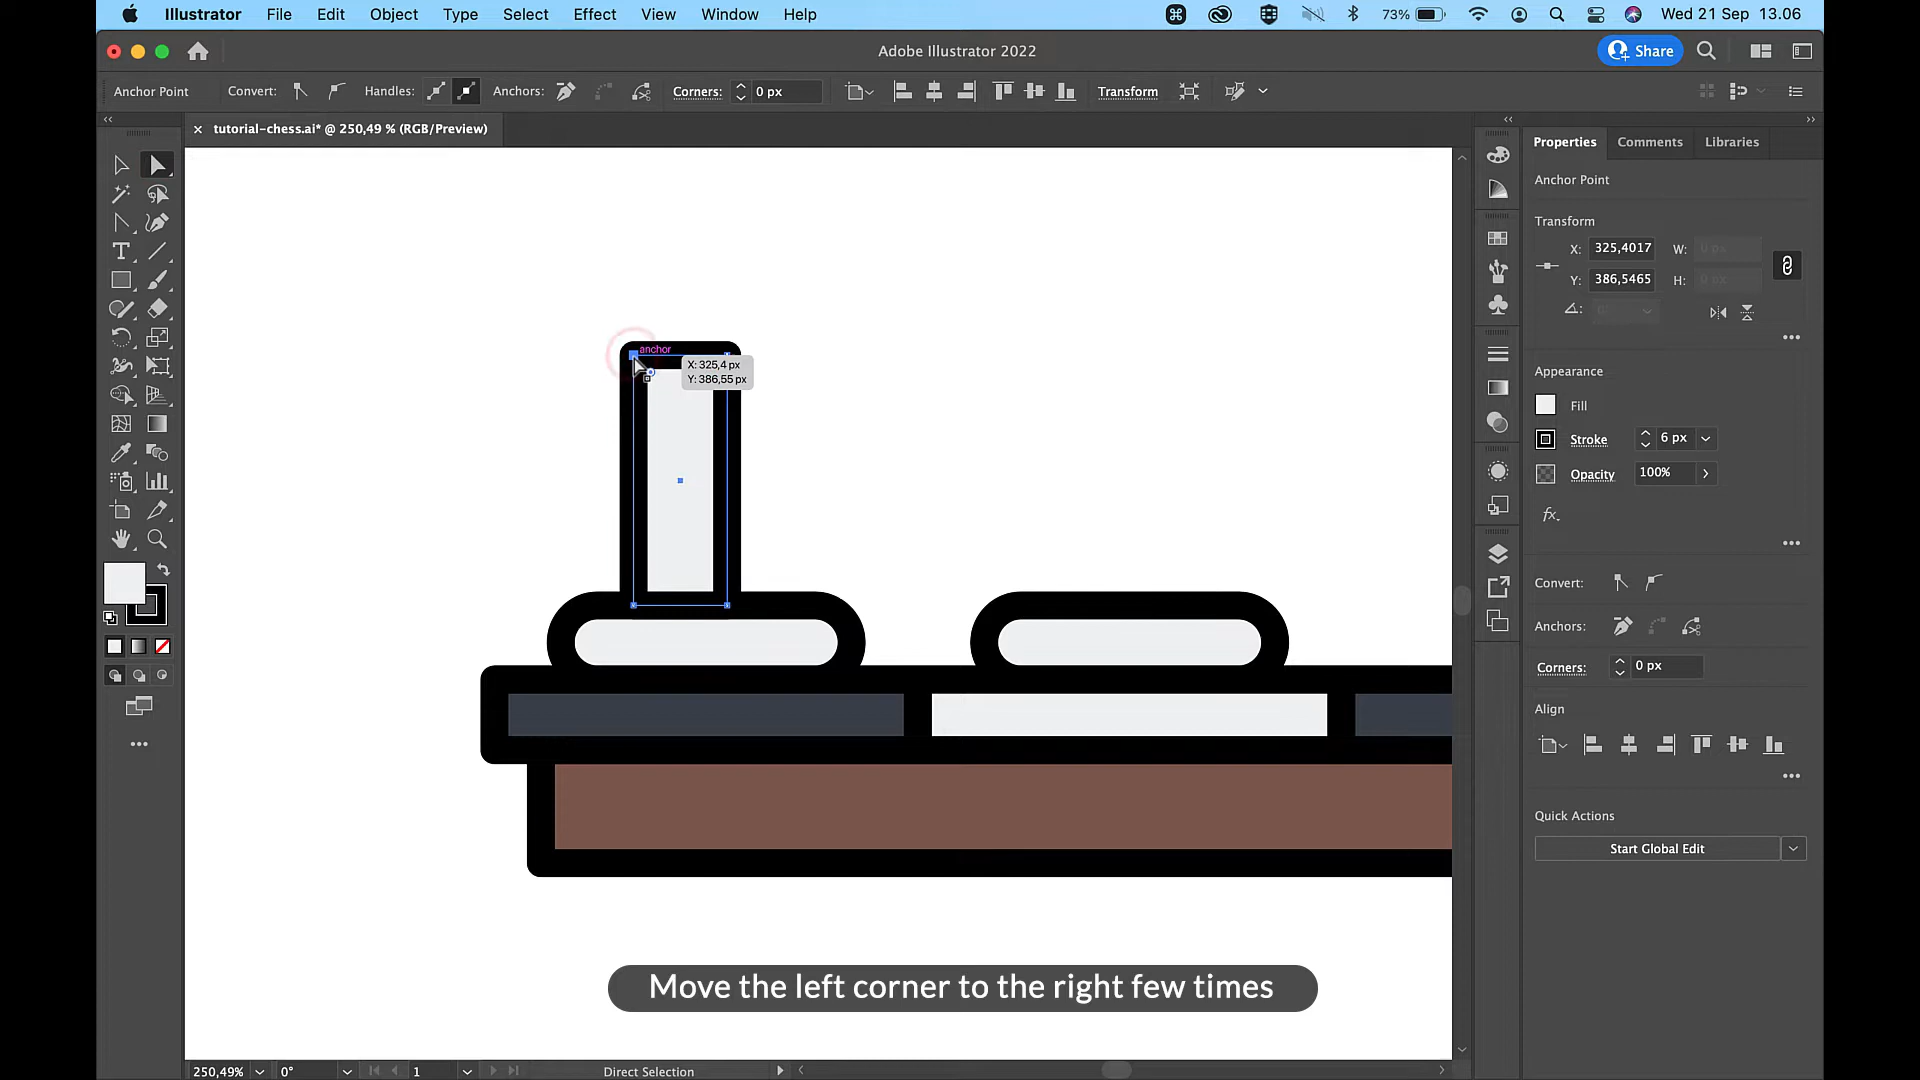 Illustrator File Edit Object Type Select Effect View Window Help 73% Wed 21 Sep 13.06
Adobe Illustrator 2022
Share
Anchor Point Convert: Handles: Anchors: Corners: 0 px Transform
tutorial-chess.ai* @ 250,49 % (RGB/Preview)
Properties Comments Libraries
Anchor Point
Transform
X: 325,4017 W: 0 px
Y: 386,5465 H: 0 px
anchor
X: 325,4 px
Y: 386,55 px
Appearance
Fill
Stroke 6 px
Opacity 100%
fx.
Convert:
Anchors:
Corners: 0 px
Align
Quick Actions
Start Global Edit
Move the left corner to the right few times
250,49% 0° 1 Direct Selection